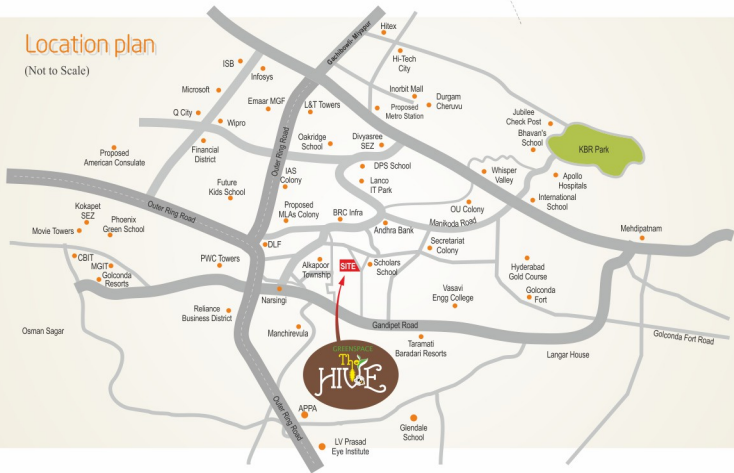 Location plan
(Not to Scale)
Gachibowli- Miyapur
Hitex
Hi-Tech
City
ISB
Infosys
Microsoft
Emaar MGF
L&T Towers
Inorbit Mall
Proposed
Metro Station
Durgam
Cheruvu
Q City
Wipro
Jubilee
Check Post
Bhavan's
School
KBR Park
Outer Ring Road
Oakridge
School
Divyasree
SEZ
Financial
District
Proposed
American Consulate
DPS School
IAS
Colony
Lanco
IT Park
Whisper
Valley
Apollo
Hospitals
International
School
Future
Kids School
Outer Ring Road
Proposed
MLAs Colony
BRC Infra
OU Colony
Manikoda Road
Kokapet
SEZ
Movie Towers
Phoenix
Green School
Andhra Bank
Mehdipatnam
DLF
Secretariat
Colony
CBIT
MGIT
Golconda
Resorts
PWC Towers
Alkapoor
Township
SITE
Scholars
School
Hyderabad
Gold Course
Golconda
Fort
Narsingi
Vasavi
Engg College
Reliance
Business District
Osman Sagar
Manchirevula
Gandipet Road
Golconda Fort Road
Taramati
Baradari Resorts
Langar House
GREENSPACE
The
HIVE
Outer Ring Road
APPA
Glendale
School
LV Prasad
Eye Institute